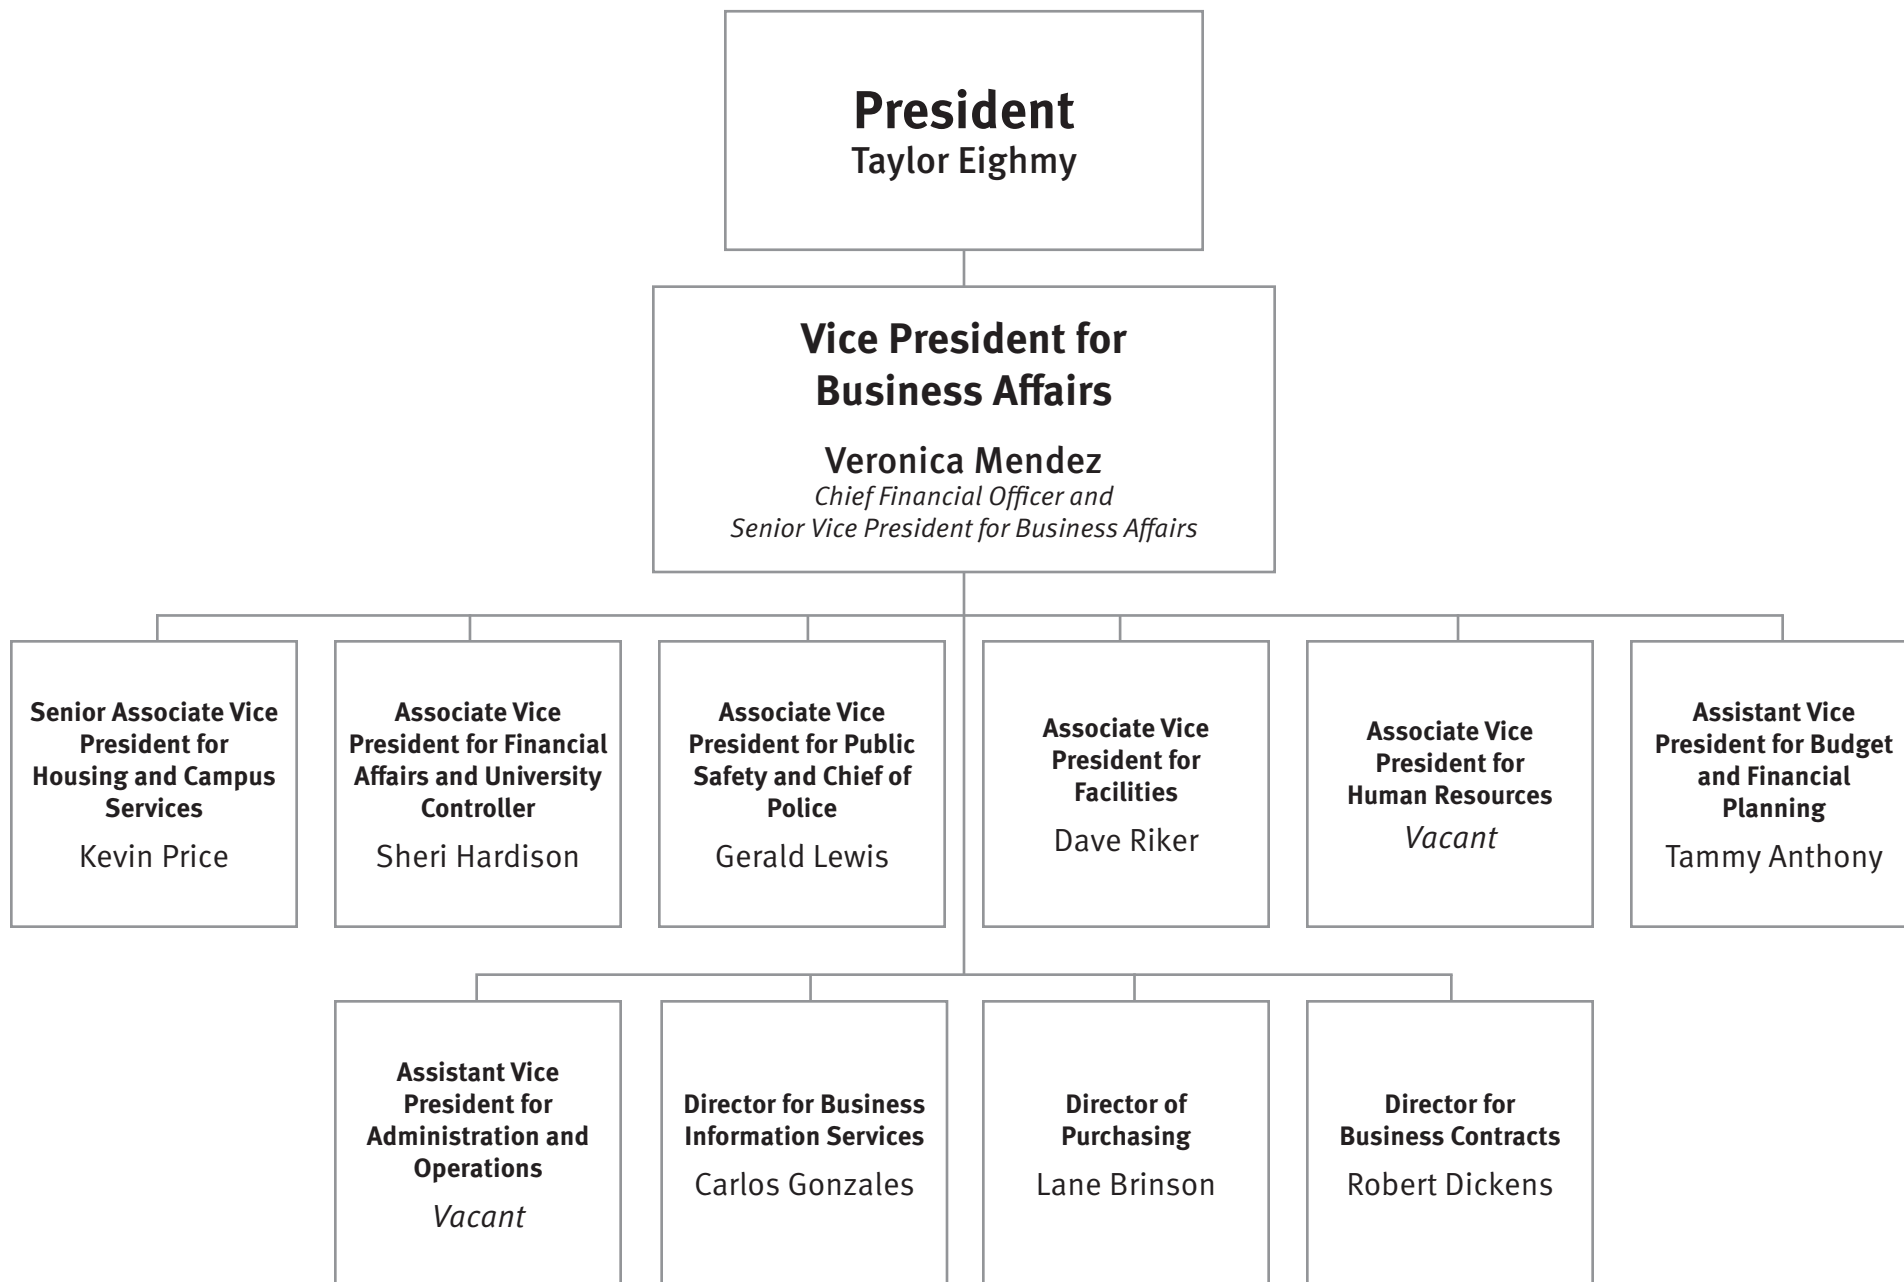 President
Taylor Eighmy
Vice President for
Business Affairs
Veronica Mendez
Chief Financial Officer and
Senior Vice President for Business Affairs
Senior Associate Vice
President for
Housing and Campus
Services
Kevin Price
Associate Vice
President for Financial
Affairs and University
Controller
Sheri Hardison
Associate Vice
President for Public
Safety and Chief of
Police
Gerald Lewis
Associate Vice
President for
Facilities
Dave Riker
Associate Vice
President for
Human Resources
Vacant
Assistant Vice
President for Budget
and Financial
Planning
Tammy Anthony
Assistant Vice
President for
Administration and
Operations
Vacant
Director for Business
Information Services
Carlos Gonzales
Director of
Purchasing
Lane Brinson
Director for
Business Contracts
Robert Dickens